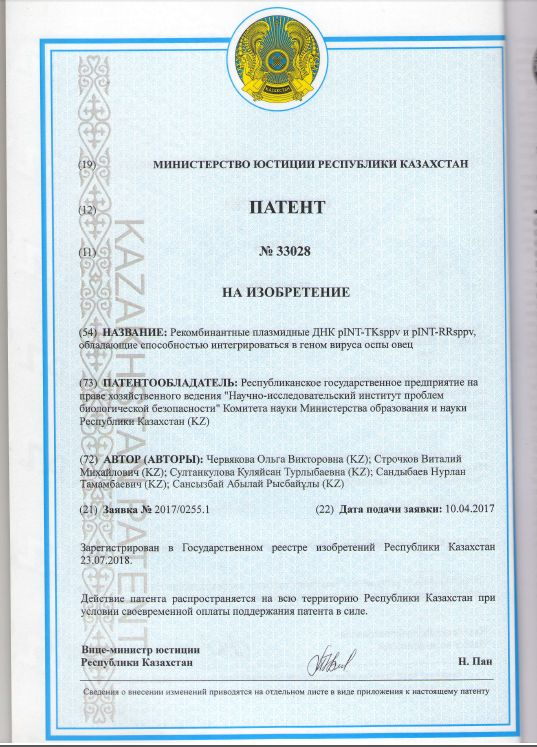 КАЗАКСТАН
(19) МИНИСТЕРСТВО ЮСТИЦИИ РЕСПУБЛИКИ КАЗАХСТАН
(12) ПАТЕНТ
(11) № 33028
НА ИЗОБРЕТЕНИЕ
(54) НАЗВАНИЕ: Рекомбинантные плазмидные ДНК pINT-TKsppv и pINT-RRsppv,
обладающие способностью интегрироваться в геном вируса оспы овец
(73) ПАТЕНТООБЛАДАТЕЛЬ: Республиканское государственное предприятие на
праве хозяйственного ведения "Научно-исследовательский институт проблем
биологической безопасности" Комитета науки Министерства образования и науки
Республики Казахстан (KZ)
(72) АВТОР (АВТОРЫ): Червякова Ольга Викторовна (KZ); Строчков Виталий
Михайлович (KZ); Султанкулова Куляйсан Турлыбаевна (KZ); Сандыбаев Нурлан
Тамамбаевич (KZ); Сансызбай Абылай Рысбайұлы (KZ)
(21) Заявка № 2017/0255.1 (22) Дата подачи заявки: 10.04.2017
Зарегистрирован в Государственном реестре изобретений Республики Казахстан
23.07.2018.
Действие патента распространяется на всю территорию Республики Казахстан при
условии своевременной оплаты поддержания патента в силе.
Вице-министр юстиции
Республики Казахстан Н. Пан
Сведения о внесении изменений приводятся на отдельном листе в виде приложения к настоящему патенту
KAZAKHSTAN PATENT